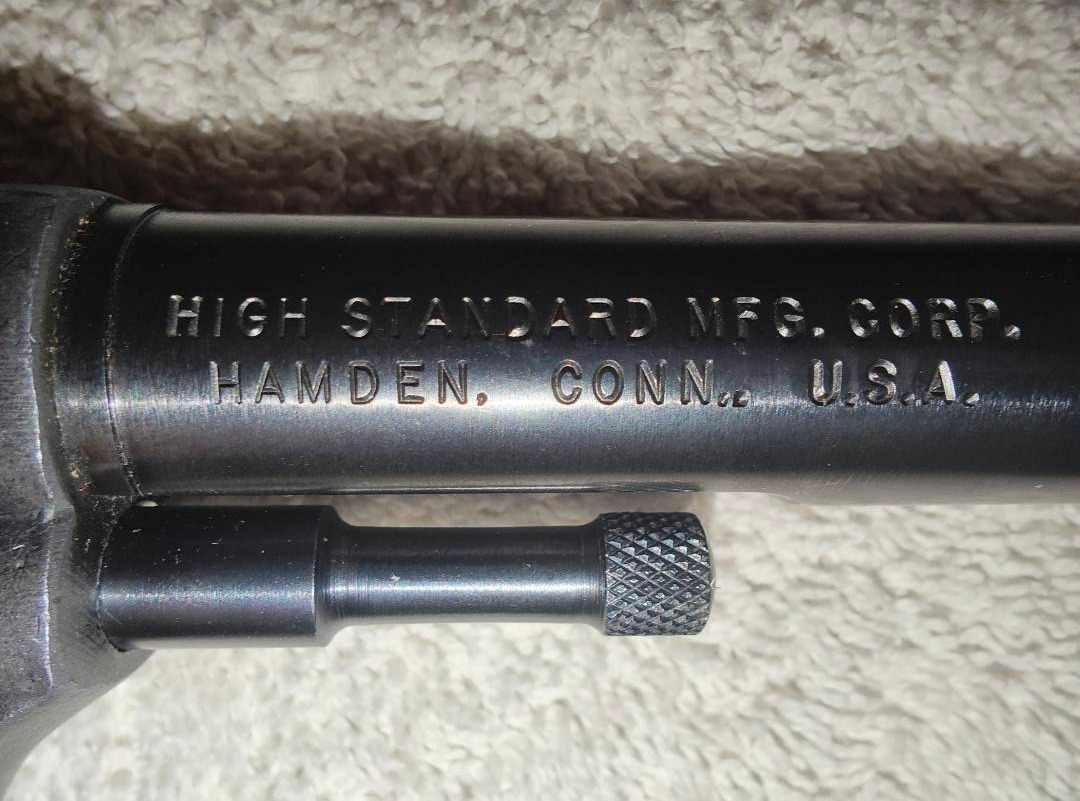 HIGH STANDARD MFG. CORP.
HAMDEN, CONN., U.S.A.